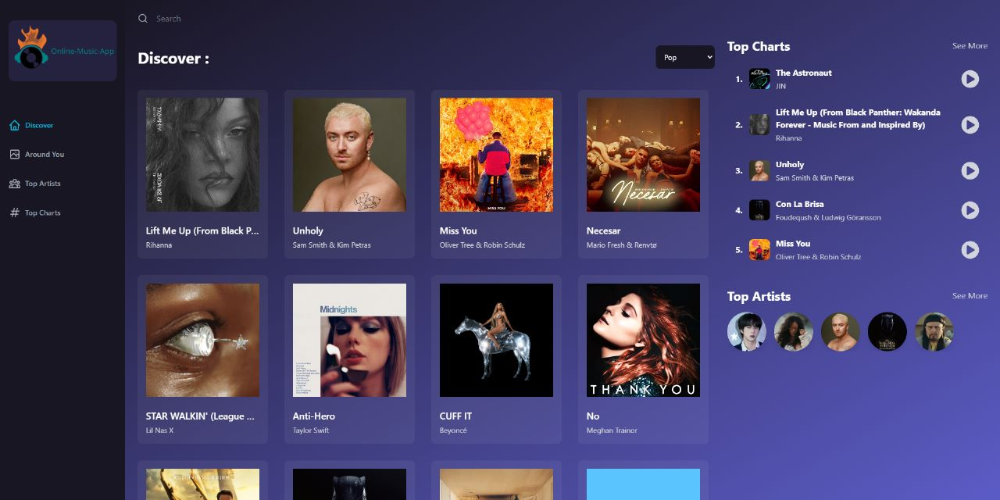 Online-Music-App
Discover
Around You
Top Artists
Top Charts
Search
Discover :
Pop
Lift Me Up (From Black P...
Rihanna
Unholy
Sam Smith & Kim Petras
MISS YOU
Miss You
Oliver Tree & Robin Schulz
Necesar
Necesar
Mario Fresh & Renvtø
STAR WALKIN' (League ...
Lil Nas X
Midnights
Anti-Hero
Taylor Swift
CUFF IT
Beyoncé
THANK YOU
No
Meghan Trainor
Top Charts
See More
1.
The Astronaut
JIN
2.
Lift Me Up (From Black Panther: Wakanda
Forever - Music From and Inspired By)
Rihanna
3.
Unholy
Sam Smith & Kim Petras
4.
Con La Brisa
Foudeqush & Ludwig Göransson
5.
Miss You
Oliver Tree & Robin Schulz
Top Artists
See More